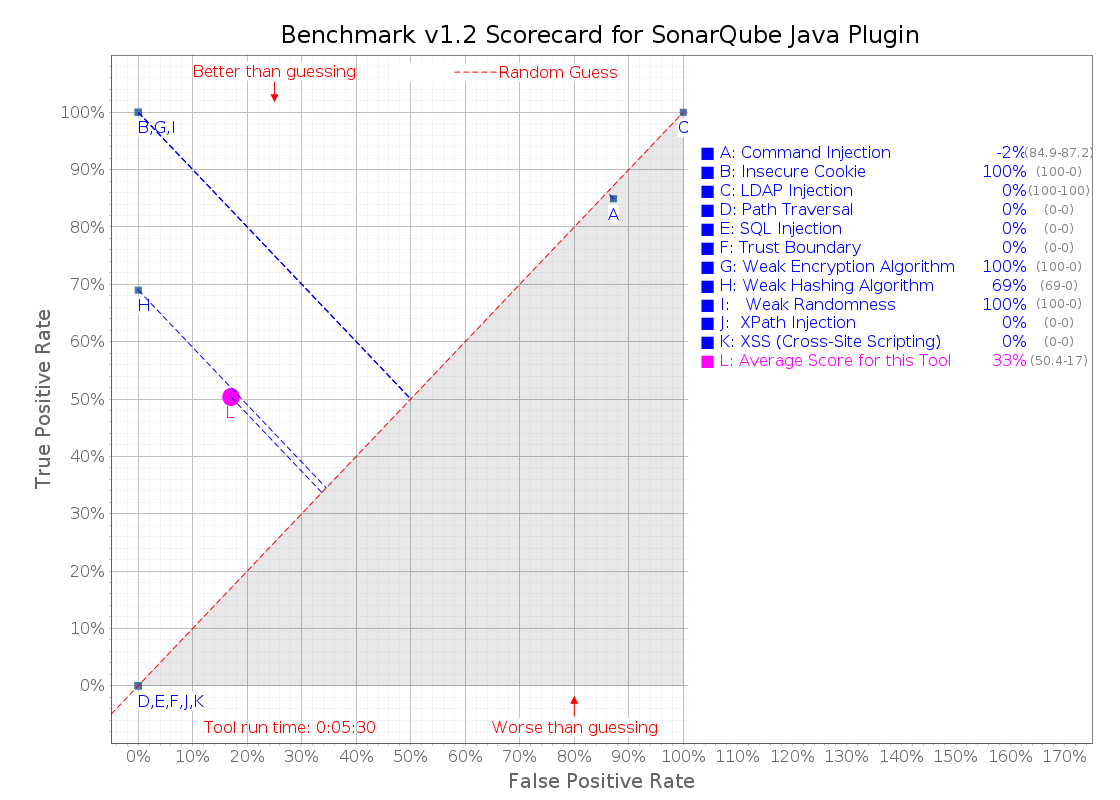 Benchmark v1.2 Scorecard for SonarQube Java Plugin
Better than guessing
Random Guess
100%
90%
80%
70%
60%
50%
40%
30%
20%
10%
0%
True Positive Rate
B,G,I
C
A
H
L
D,E,F,J,K
Tool run time: 0:05:30
Worse than guessing
0% 10% 20% 30% 40% 50% 60% 70% 80% 90% 100% 110% 120% 130% 140% 150% 160% 170%
False Positive Rate
A: Command Injection -2% (84.9-87.2)
B: Insecure Cookie 100% (100-0)
C: LDAP Injection 0% (100-100)
D: Path Traversal 0% (0-0)
E: SQL Injection 0% (0-0)
F: Trust Boundary 0% (0-0)
G: Weak Encryption Algorithm 100% (100-0)
H: Weak Hashing Algorithm 69% (69-0)
I: Weak Randomness 100% (100-0)
J: XPath Injection 0% (0-0)
K: XSS (Cross-Site Scripting) 0% (0-0)
L: Average Score for this Tool 33% (50.4-17)